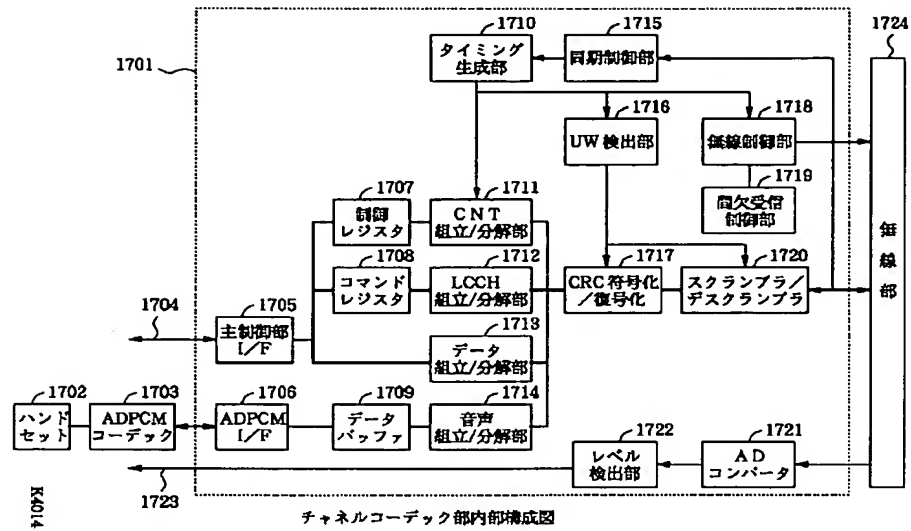 1710
1715
1724
1701
タイミング
生成部
同期制御部
1716
1718
UW検出部
無線制御部
1719
間欠受信
制御部
1707
1711
制御
レジスタ
CNT
組立/分解部
無線部
1708
1712
1717
1720
コマンド
レジスタ
LCCH
組立/分解部
CRC符号化
/復号化
スクランブラ/
デスクランブラ
1704
1705
1713
主制御部
I/F
データ
組立/分解部
1702
1703
1706
1709
1714
ハンド
セット
ADPCM
コーデック
ADPCM
I/F
データ
バッファ
音声
組立/分解部
1722
1721
レベル
検出部
AD
コンバータ
1723
K4014
チャネルコーデック部内部構成図